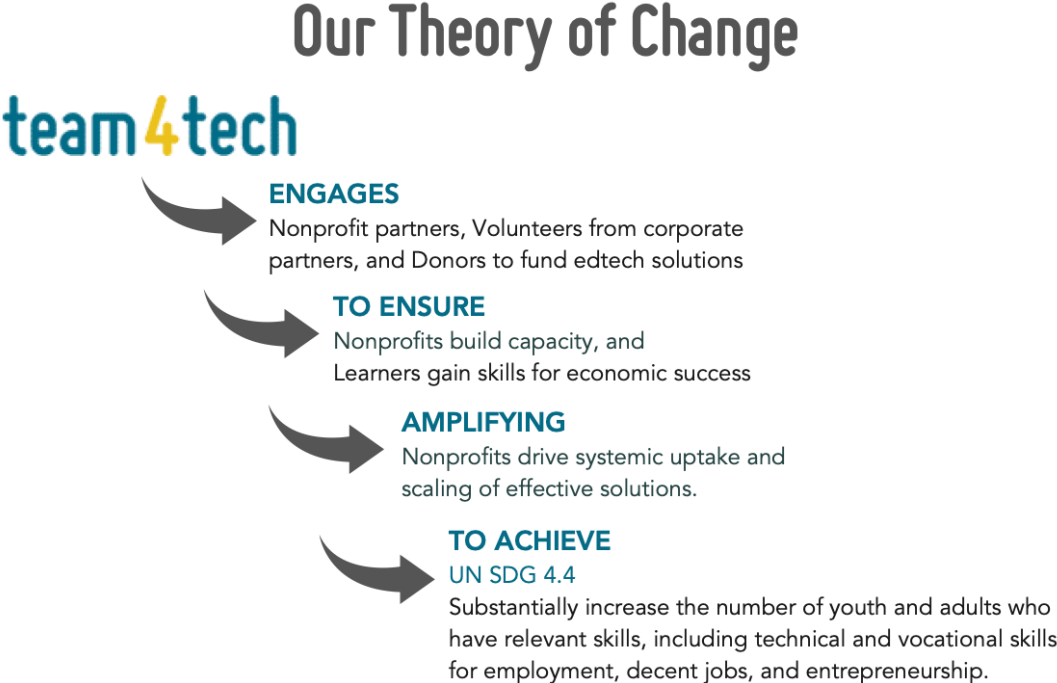 Our Theory of Change
team4tech
ENGAGES
Nonprofit partners, Volunteers from corporate
partners, and Donors to fund edtech solutions
TO ENSURE
Nonprofits build capacity, and
Learners gain skills for economic success
AMPLIFYING
Nonprofits drive systemic uptake and
scaling of effective solutions.
TO ACHIEVE
UN SDG 4.4
Substantially increase the number of youth and adults who
have relevant skills, including technical and vocational skills
for employment, decent jobs, and entrepreneurship.